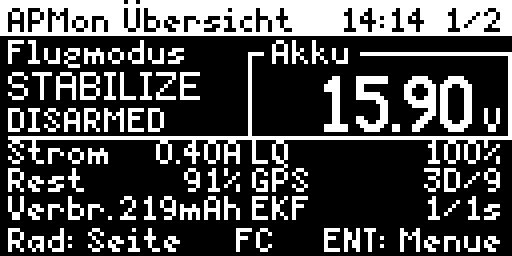 APMon Übersicht 14:14 1/2
Flugmodus Akku
STABILIZE
DISARMED 15.90 V
Strom 0.40A LQ 100%
Rest 91% GPS 3D/9
Verbr.219mAh EKF 1/1s
Rad: Seite FC ENT: Menue